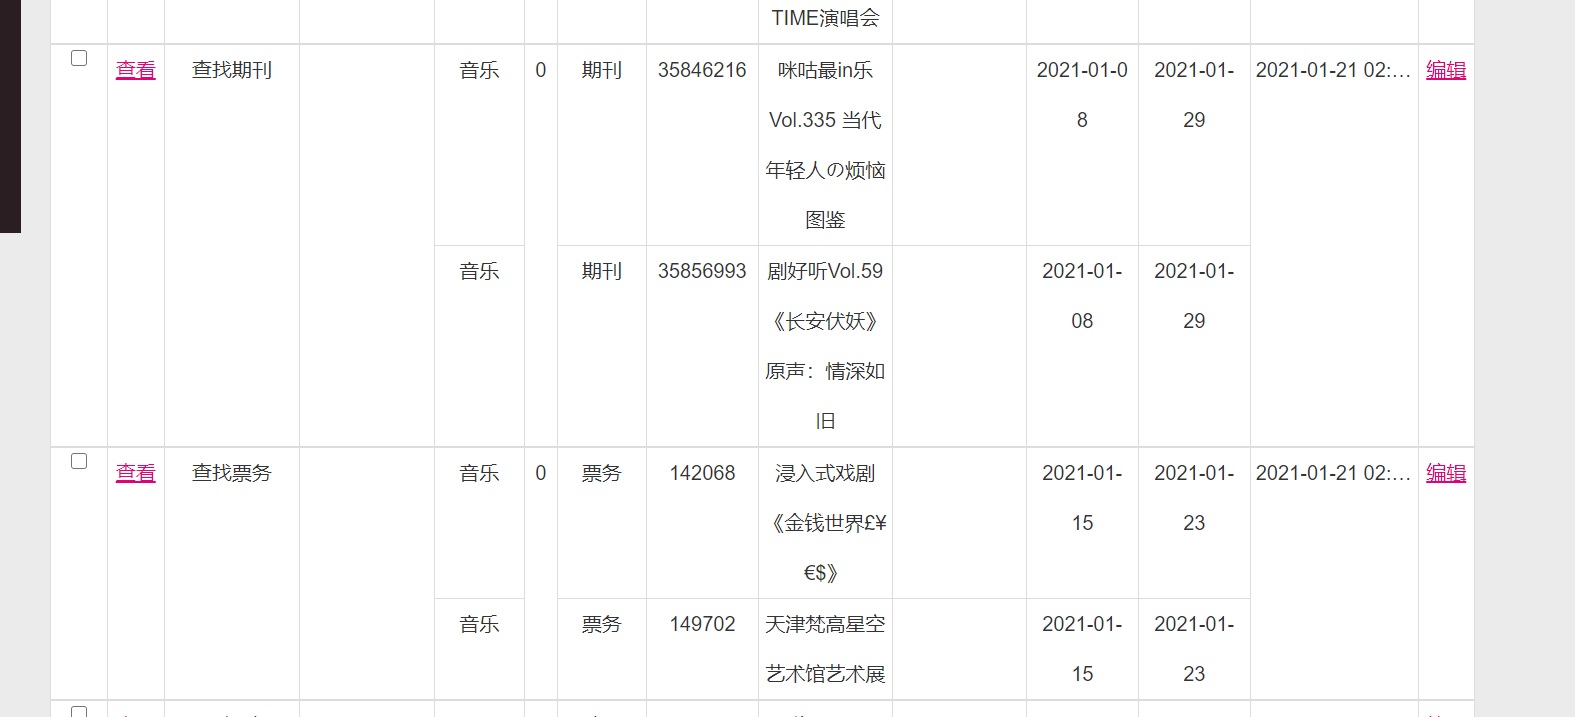 TIME演唱会
查看 查找期刊 音乐 0 期刊 35846216 咪咕最in乐 2021-01-0 2021-01- 2021-01-21 02:… 编辑
Vol.335 当代 8 29
年轻人の烦恼
图鉴
音乐 期刊 35856993 剧好听Vol.59 2021-01- 2021-01-
《长安伏妖》 08 29
原声：情深如
旧
查看 查找票务 音乐 0 票务 142068 浸入式戏剧 2021-01- 2021-01- 2021-01-21 02:… 编辑
《金钱世界£¥ 15 23
€$》
音乐 票务 149702 天津梵高星空 2021-01- 2021-01-
艺术馆艺术展 15 23